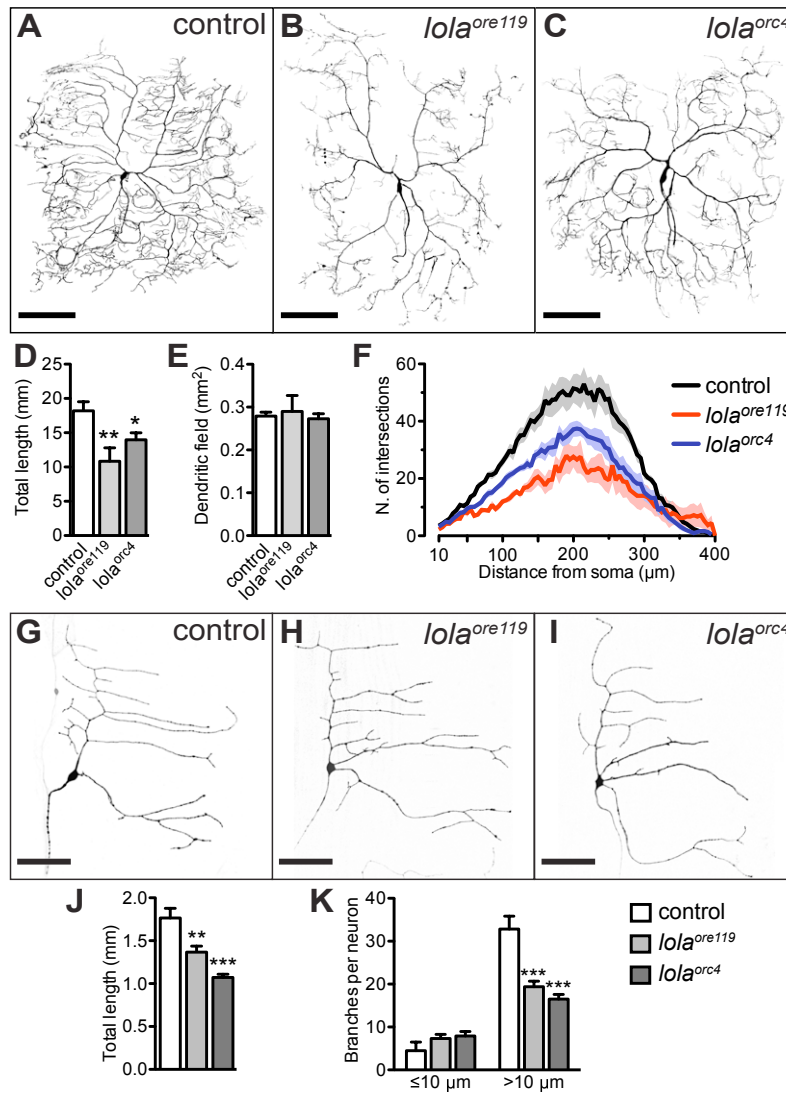 A control
B lola^ore119
C lola^orc4
D
Total length (mm)
25
20
15
10
5
0
**
*
control
lola^ore119
lola^orc4
E
Dendritic field (mm²)
0.4
0.3
0.2
0.1
0.0
control
lola^ore119
lola^orc4
F
N. of intersections
60
40
20
0
10 100 200 300 400
Distance from soma (µm)
control
lola^ore119
lola^orc4
G control
H lola^ore119
I lola^orc4
J
Total length (mm)
2.0
1.5
1.0
0.5
0.0
**
***
K
Branches per neuron
40
30
20
10
0
***
***
≤10 µm >10 µm
control
lola^ore119
lola^orc4